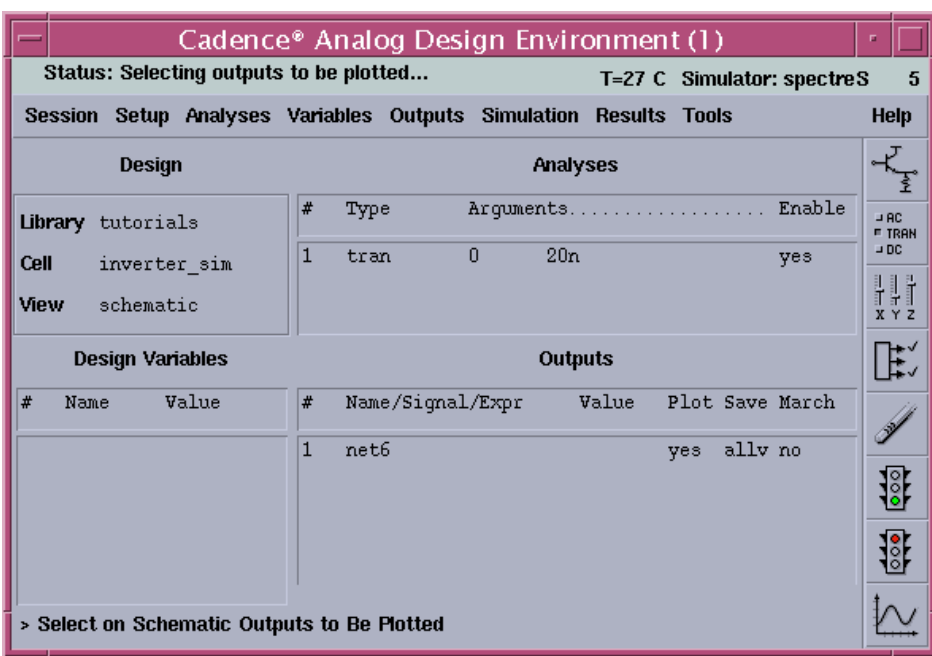 Cadence® Analog Design Environment (1)
Status: Selecting outputs to be plotted... T=27 C Simulator: spectreS 5
Session Setup Analyses Variables Outputs Simulation Results Tools Help
Design
Library tutorials
Cell inverter_sim
View schematic
Analyses
# Type Arguments.................. Enable
1 tran 0 20n yes
Design Variables
# Name Value
Outputs
# Name/Signal/Expr Value Plot Save March
1 net6 yes allv no
AC
TRAN
DC
X Y Z
> Select on Schematic Outputs to Be Plotted